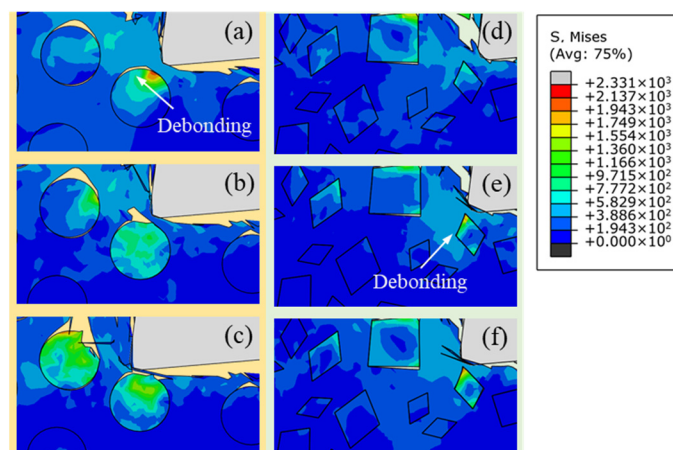 (a)
Debonding
(b)
(c)
(d)
(e)
Debonding
(f)
S. Mises
(Avg: 75%)
+2.331×10³
+2.137×10³
+1.943×10³
+1.749×10³
+1.554×10³
+1.360×10³
+1.166×10³
+9.715×10²
+7.772×10²
+5.829×10²
+3.886×10²
+1.943×10²
+0.000×10⁰